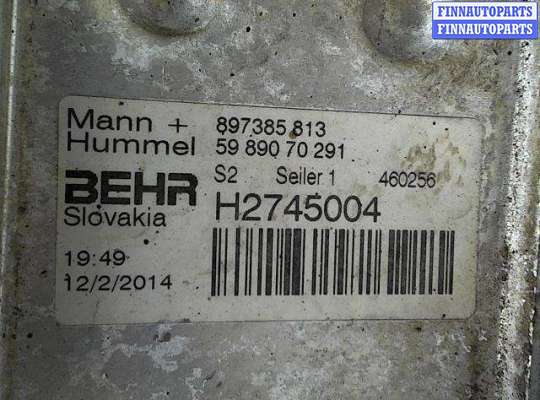 FINNAUTOPARTS
FINNAUTOPARTS
Mann + 897385 813
Hummel 59 890 70 291
BEHR S2 Seiler 1 460256
Slovakia H2745004
19:49
12/2/2014